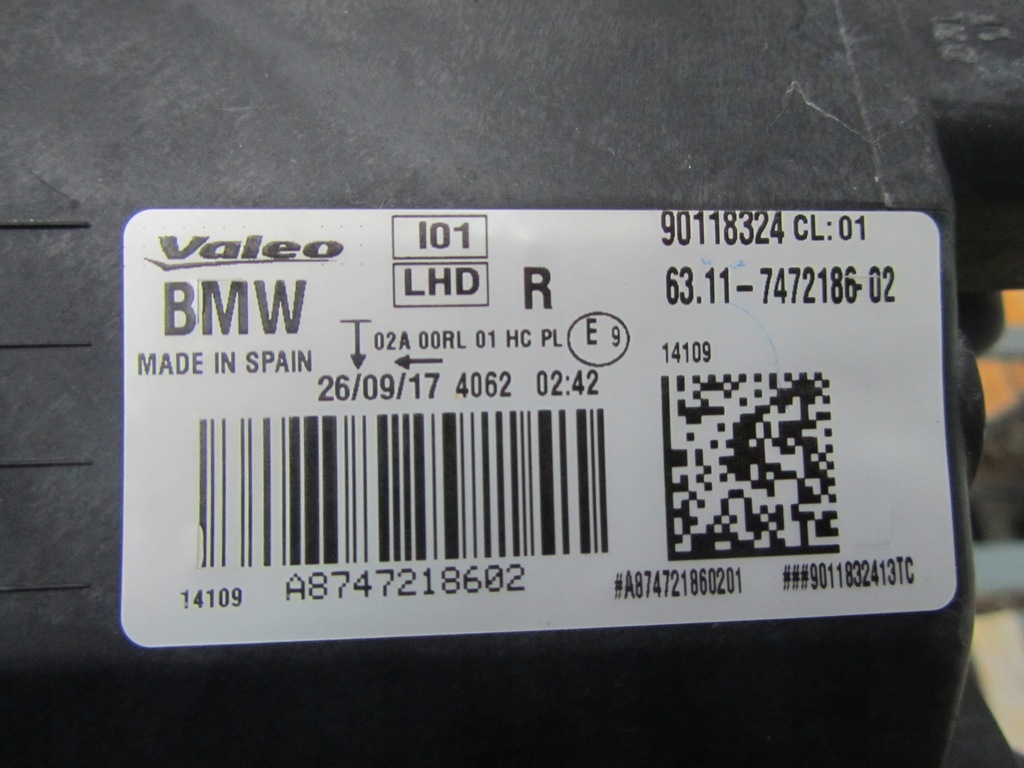 Valeo
BMW
MADE IN SPAIN
I01
LHD
R
02A 00RL 01 HC PL E 9
26/09/17 4062 02:42
14109
A8747218602
90118324 CL: 01
63.11-7472186-02
14109
#A874721860201 ###9011832413TC